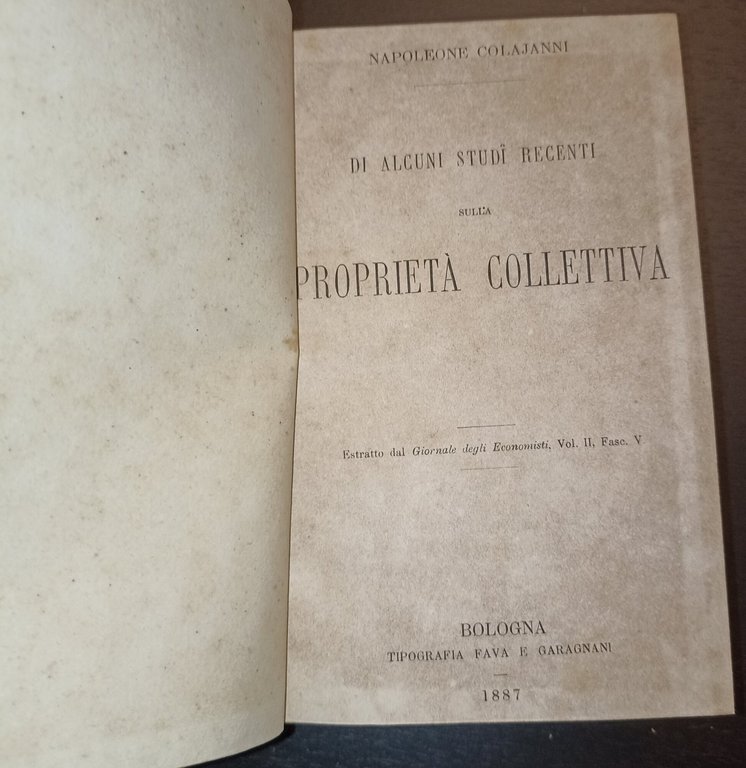 NAPOLEONE COLAJANNI
DI ALCUNI STUDÎ RECENTI
SULLA
PROPRIETÀ COLLETTIVA
Estratto dal Giornale degli Economisti, Vol. II, Fasc. V
BOLOGNA
TIPOGRAFIA FAVA E GARAGNANI
1887